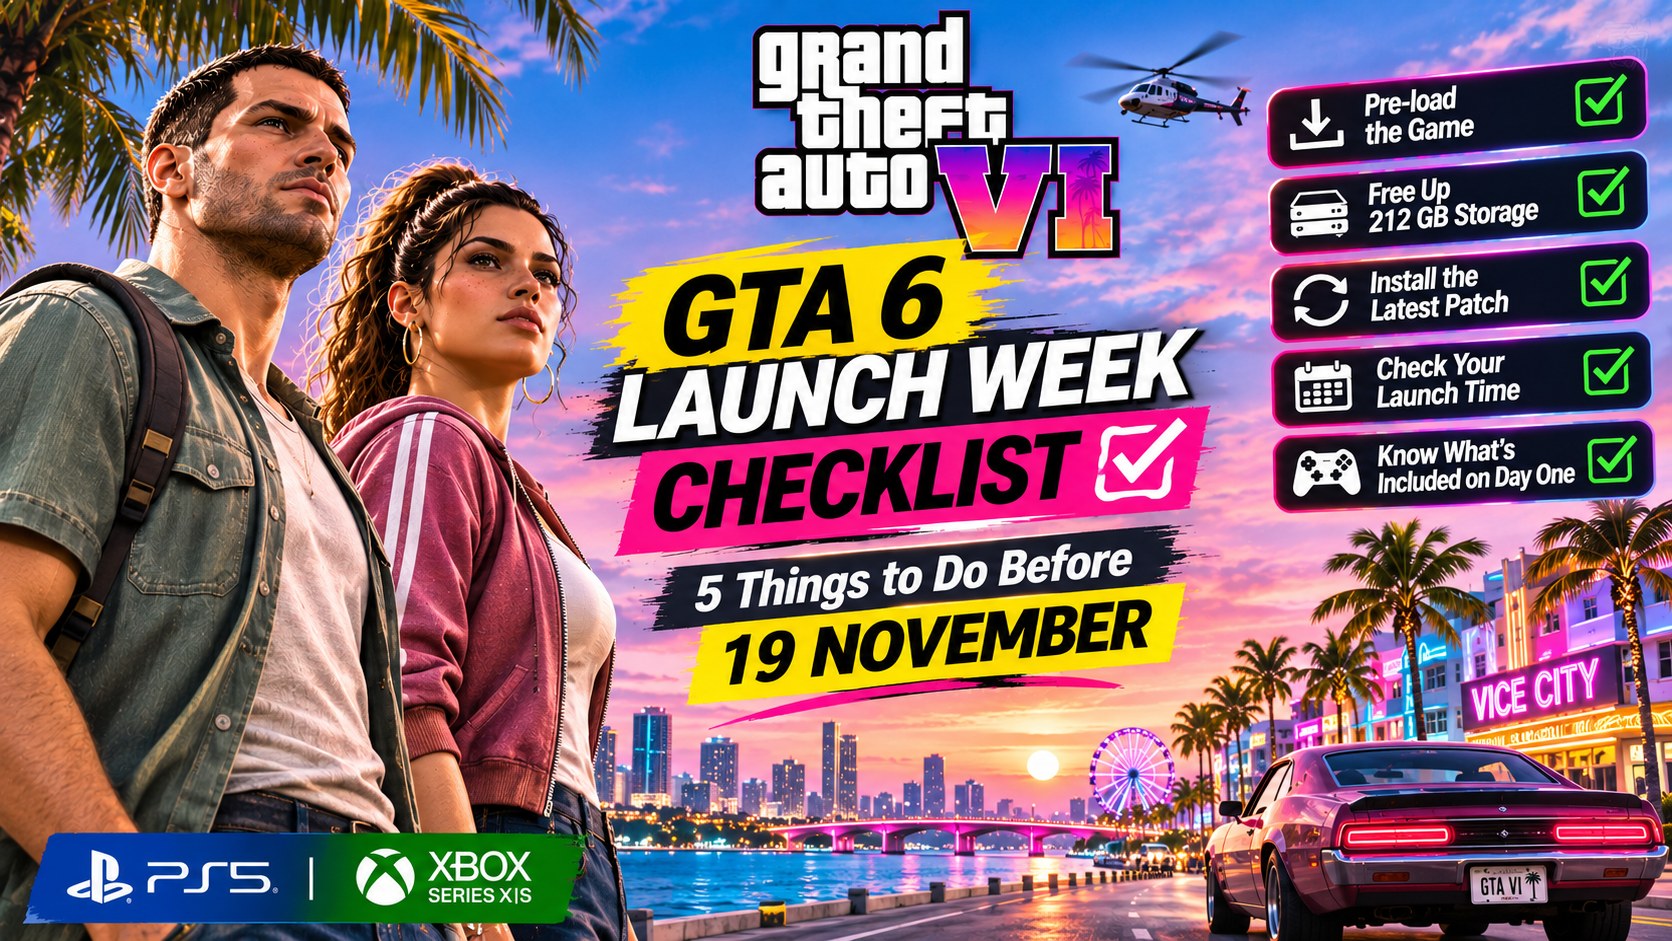 grand
theft
auto VI
GTA 6
LAUNCH WEEK
CHECKLIST
5 Things to Do Before
19 NOVEMBER
Pre-load
the Game
Free Up
212 GB Storage
Install the
Latest Patch
Check Your
Launch Time
Know What's
Included on Day One
VICE CITY
GTA VI
PS5
XBOX
SERIES X|S